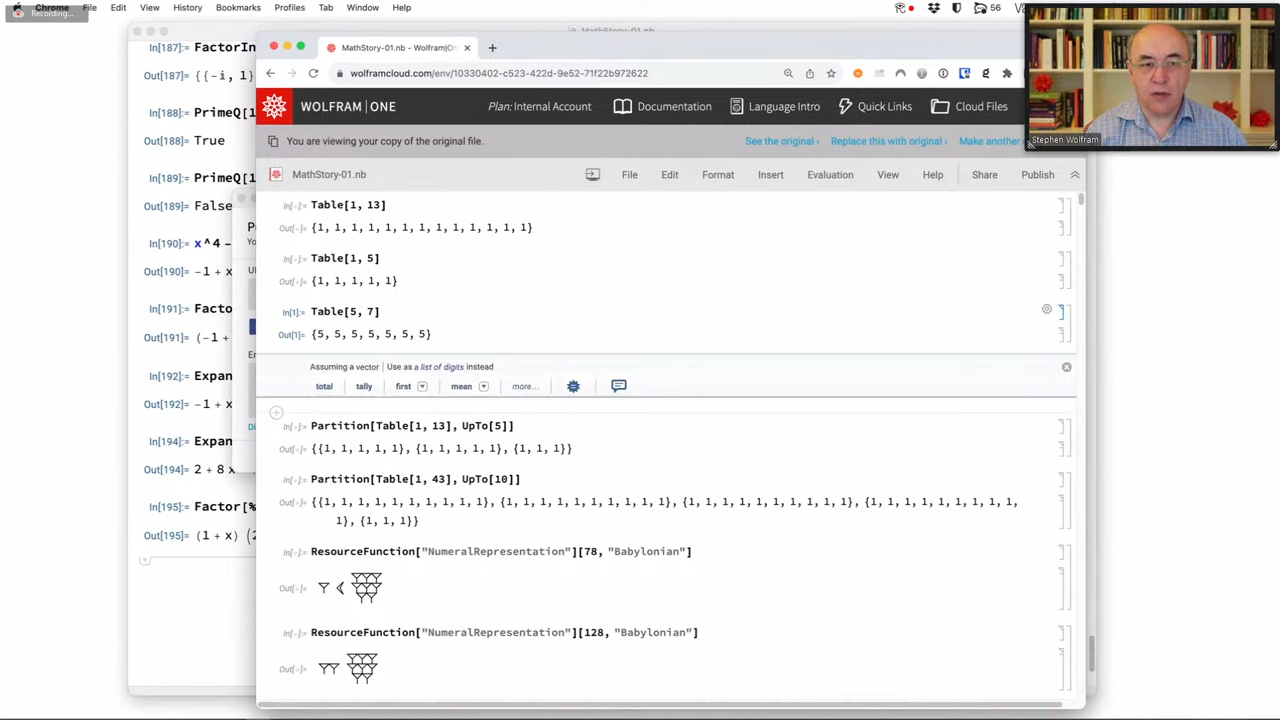 Chrome File Edit View History Bookmarks Profiles Tab Window Help 56
Recording...
MathStory-01.nb
In[187]:= FactorIn
Out[187]= {{-i, 1}
In[188]:= PrimeQ[1
Out[188]= True
In[189]:= PrimeQ[1
Out[189]= False
In[190]:= x^4 -
Out[190]= -1 + x
In[191]:= Facto
Out[191]= (-1 +
In[192]:= Expan
Out[192]= -1 + x
In[194]:= Expan
Out[194]= 2 + 8 x
In[195]:= Factor[%
Out[195]= (1 + x) (2
MathStory-01.nb - Wolfram|On
wolframcloud.com/env/10330402-c523-422d-9e52-71f22b972622
WOLFRAM | ONE Plan: Internal Account Documentation Language Intro Quick Links Cloud Files
You are viewing your copy of the original file. See the original › Replace this with original › Make another
MathStory-01.nb File Edit Format Insert Evaluation View Help Share Publish
In[◦]:= Table[1, 13]
Out[◦]= {1, 1, 1, 1, 1, 1, 1, 1, 1, 1, 1, 1, 1}
In[◦]:= Table[1, 5]
Out[◦]= {1, 1, 1, 1, 1}
In[1]:= Table[5, 7]
Out[1]= {5, 5, 5, 5, 5, 5, 5}
Assuming a vector | Use as a list of digits instead
total tally first mean more...
In[◦]:= Partition[Table[1, 13], UpTo[5]]
Out[◦]= {{1, 1, 1, 1, 1}, {1, 1, 1, 1, 1}, {1, 1, 1}}
In[◦]:= Partition[Table[1, 43], UpTo[10]]
Out[◦]= {{1, 1, 1, 1, 1, 1, 1, 1, 1, 1}, {1, 1, 1, 1, 1, 1, 1, 1, 1, 1}, {1, 1, 1, 1, 1, 1, 1, 1, 1, 1}, {1, 1, 1, 1, 1, 1, 1, 1, 1,
1}, {1, 1, 1}}
In[◦]:= ResourceFunction["NumeralRepresentation"][78, "Babylonian"]
Out[◦]=
In[◦]:= ResourceFunction["NumeralRepresentation"][128, "Babylonian"]
Out[◦]=
Stephen Wolfram